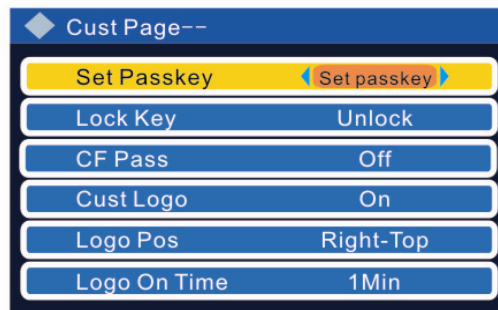 Cust Page--
Set Passkey Set passkey
Lock Key Unlock
CF Pass Off
Cust Logo On
Logo Pos Right-Top
Logo On Time 1Min